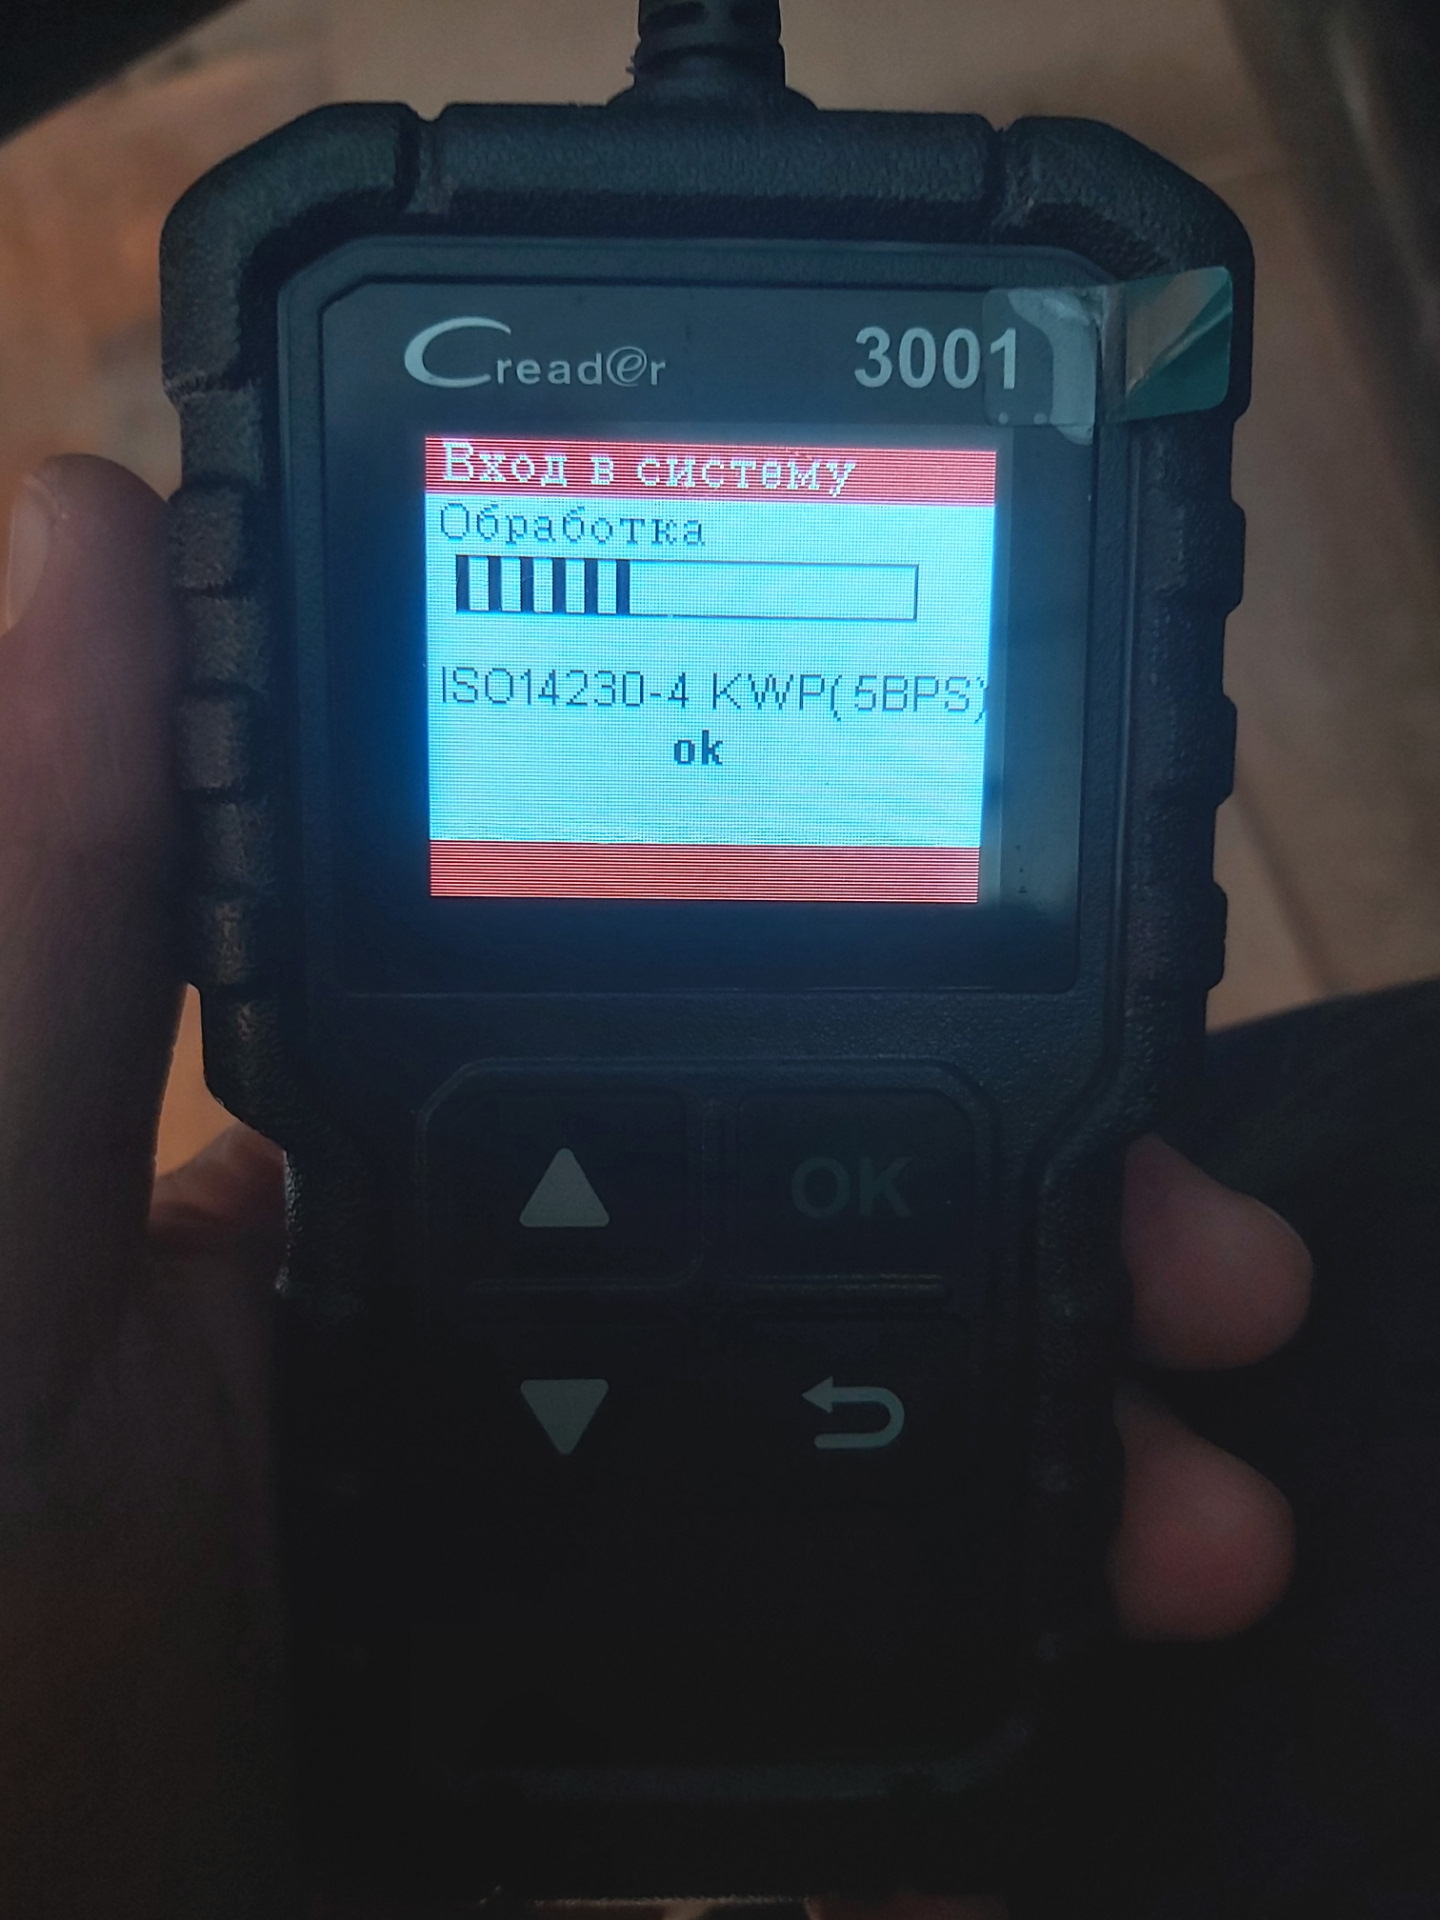 Creader 3001
Вход в систему
Обработка
ISO14230-4 KWP(5BPS)
ok
OK